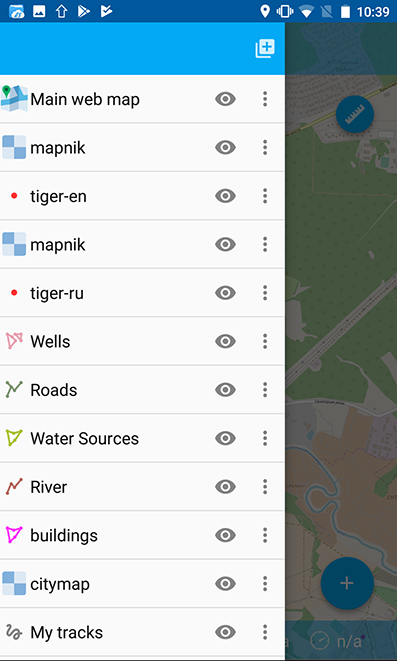 10:39
Main web map
mapnik
tiger-en
mapnik
tiger-ru
Wells
Roads
Water Sources
River
buildings
citymap
My tracks
n/a